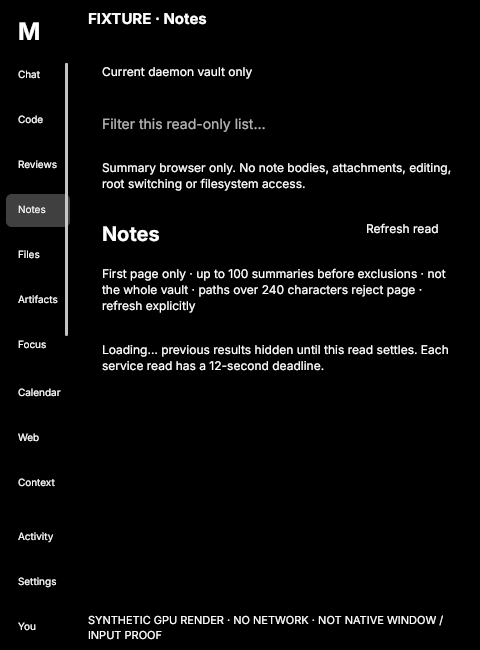 M
Chat
Code
Reviews
Notes
Files
Artifacts
Focus
Calendar
Web
Context
Activity
Settings
You
FIXTURE · Notes
Current daemon vault only
Filter this read-only list...
Summary browser only. No note bodies, attachments, editing,
root switching or filesystem access.
Notes
Refresh read
First page only · up to 100 summaries before exclusions · not
the whole vault · paths over 240 characters reject page ·
refresh explicitly
Loading... previous results hidden until this read settles. Each
service read has a 12-second deadline.
SYNTHETIC GPU RENDER · NO NETWORK · NOT NATIVE WINDOW /
INPUT PROOF